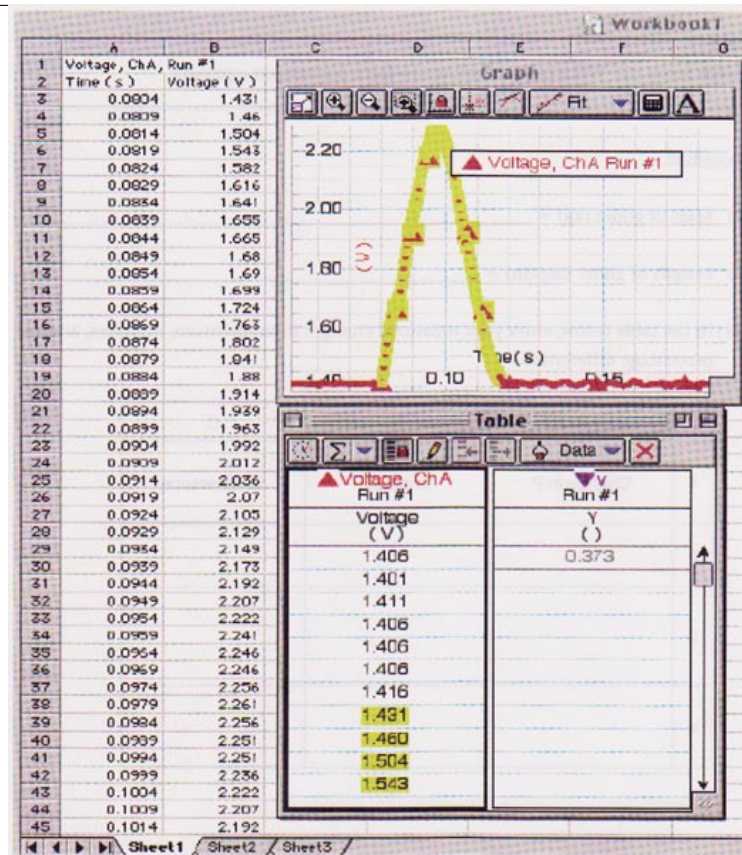 Workbook1
A B C D E F G
1 Voltage, ChA, Run #1
2 Time (s) Voltage (V)
3 0.0804 1.431
4 0.0809 1.46
5 0.0814 1.504
6 0.0819 1.543
7 0.0824 1.582
8 0.0829 1.616
9 0.0834 1.641
10 0.0839 1.655
11 0.0844 1.665
12 0.0849 1.68
13 0.0854 1.69
14 0.0859 1.699
15 0.0864 1.724
16 0.0869 1.763
17 0.0874 1.802
18 0.0879 1.841
19 0.0884 1.88
20 0.0889 1.914
21 0.0894 1.939
22 0.0899 1.963
23 0.0904 1.992
24 0.0909 2.012
25 0.0914 2.036
26 0.0919 2.07
27 0.0924 2.105
28 0.0929 2.129
29 0.0934 2.149
30 0.0939 2.173
31 0.0944 2.192
32 0.0949 2.207
33 0.0954 2.222
34 0.0959 2.241
35 0.0964 2.246
36 0.0969 2.246
37 0.0974 2.256
38 0.0979 2.261
39 0.0984 2.256
40 0.0989 2.251
41 0.0994 2.251
42 0.0999 2.236
43 0.1004 2.222
44 0.1009 2.207
45 0.1014 2.192
Sheet1 Sheet2 Sheet3
Graph
Fit A
2.20
Voltage, ChA Run #1
2.00
1.80
(V)
1.60
Time(s)
1.40 0.10 0.15
Table
Σ Data
Voltage, ChA
Run #1
Voltage
(V)
1.406
1.401
1.411
1.406
1.406
1.406
1.416
1.431
1.460
1.504
1.543
v
Run #1
Y
( )
0.373